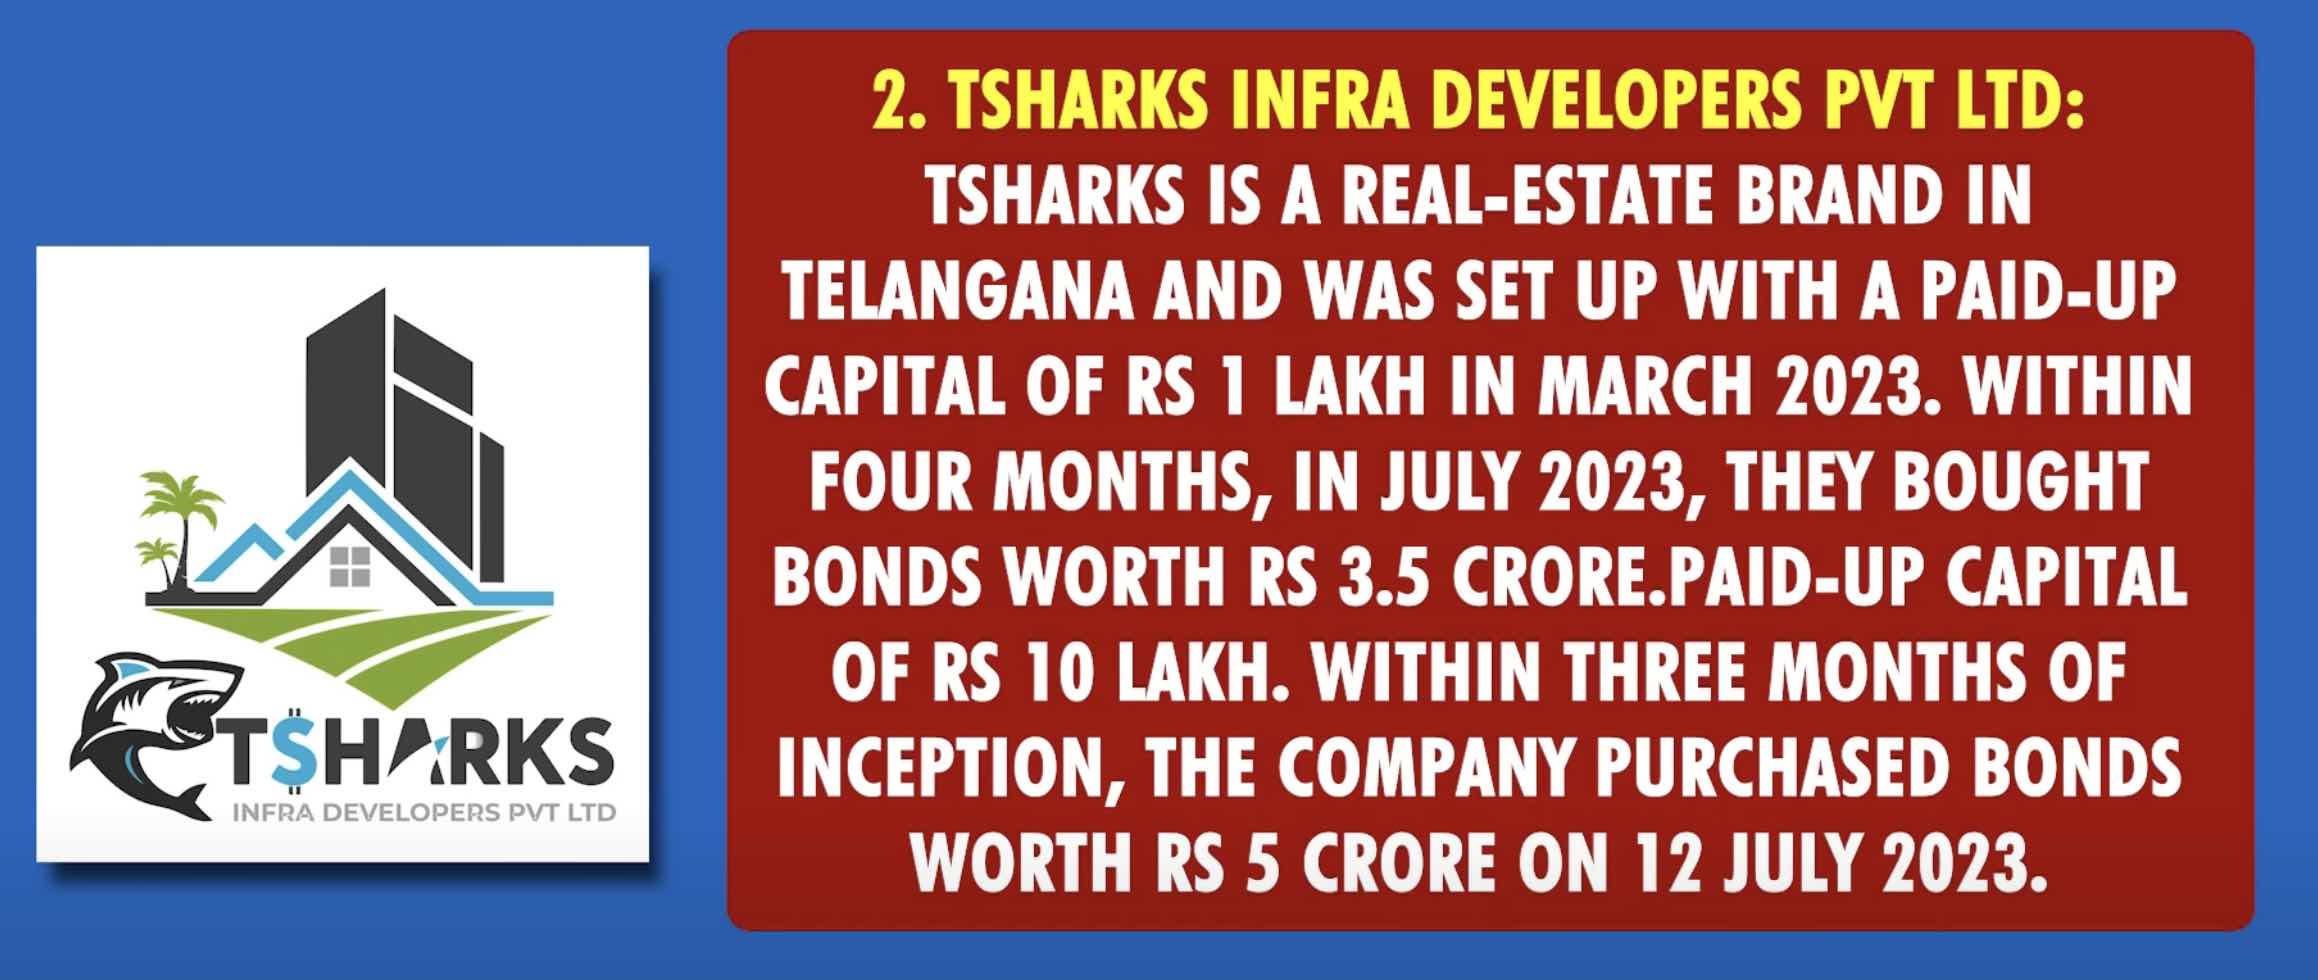 2. TSHARKS INFRA DEVELOPERS PVT LTD:
TSHARKS IS A REAL-ESTATE BRAND IN
TELANGANA AND WAS SET UP WITH A PAID-UP
CAPITAL OF RS 1 LAKH IN MARCH 2023. WITHIN
FOUR MONTHS, IN JULY 2023, THEY BOUGHT
BONDS WORTH RS 3.5 CRORE.PAID-UP CAPITAL
OF RS 10 LAKH. WITHIN THREE MONTHS OF
INCEPTION, THE COMPANY PURCHASED BONDS
WORTH RS 5 CRORE ON 12 JULY 2023.
T$HARKS
INFRA DEVELOPERS PVT LTD